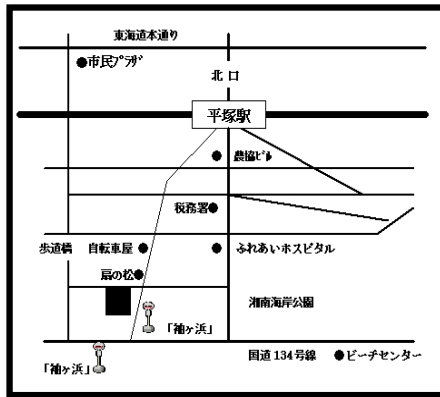 東海道本通り
●市民ﾌﾟﾗｻﾞ
北口
平塚駅
●農協ﾋﾞﾙ
税務署●
歩道橋
自転車屋●
●ふれあいホスピタル
扇の松●
湘南海岸公園
「袖ヶ浜」
国道134号線
●ビーチセンター
「袖ヶ浜」